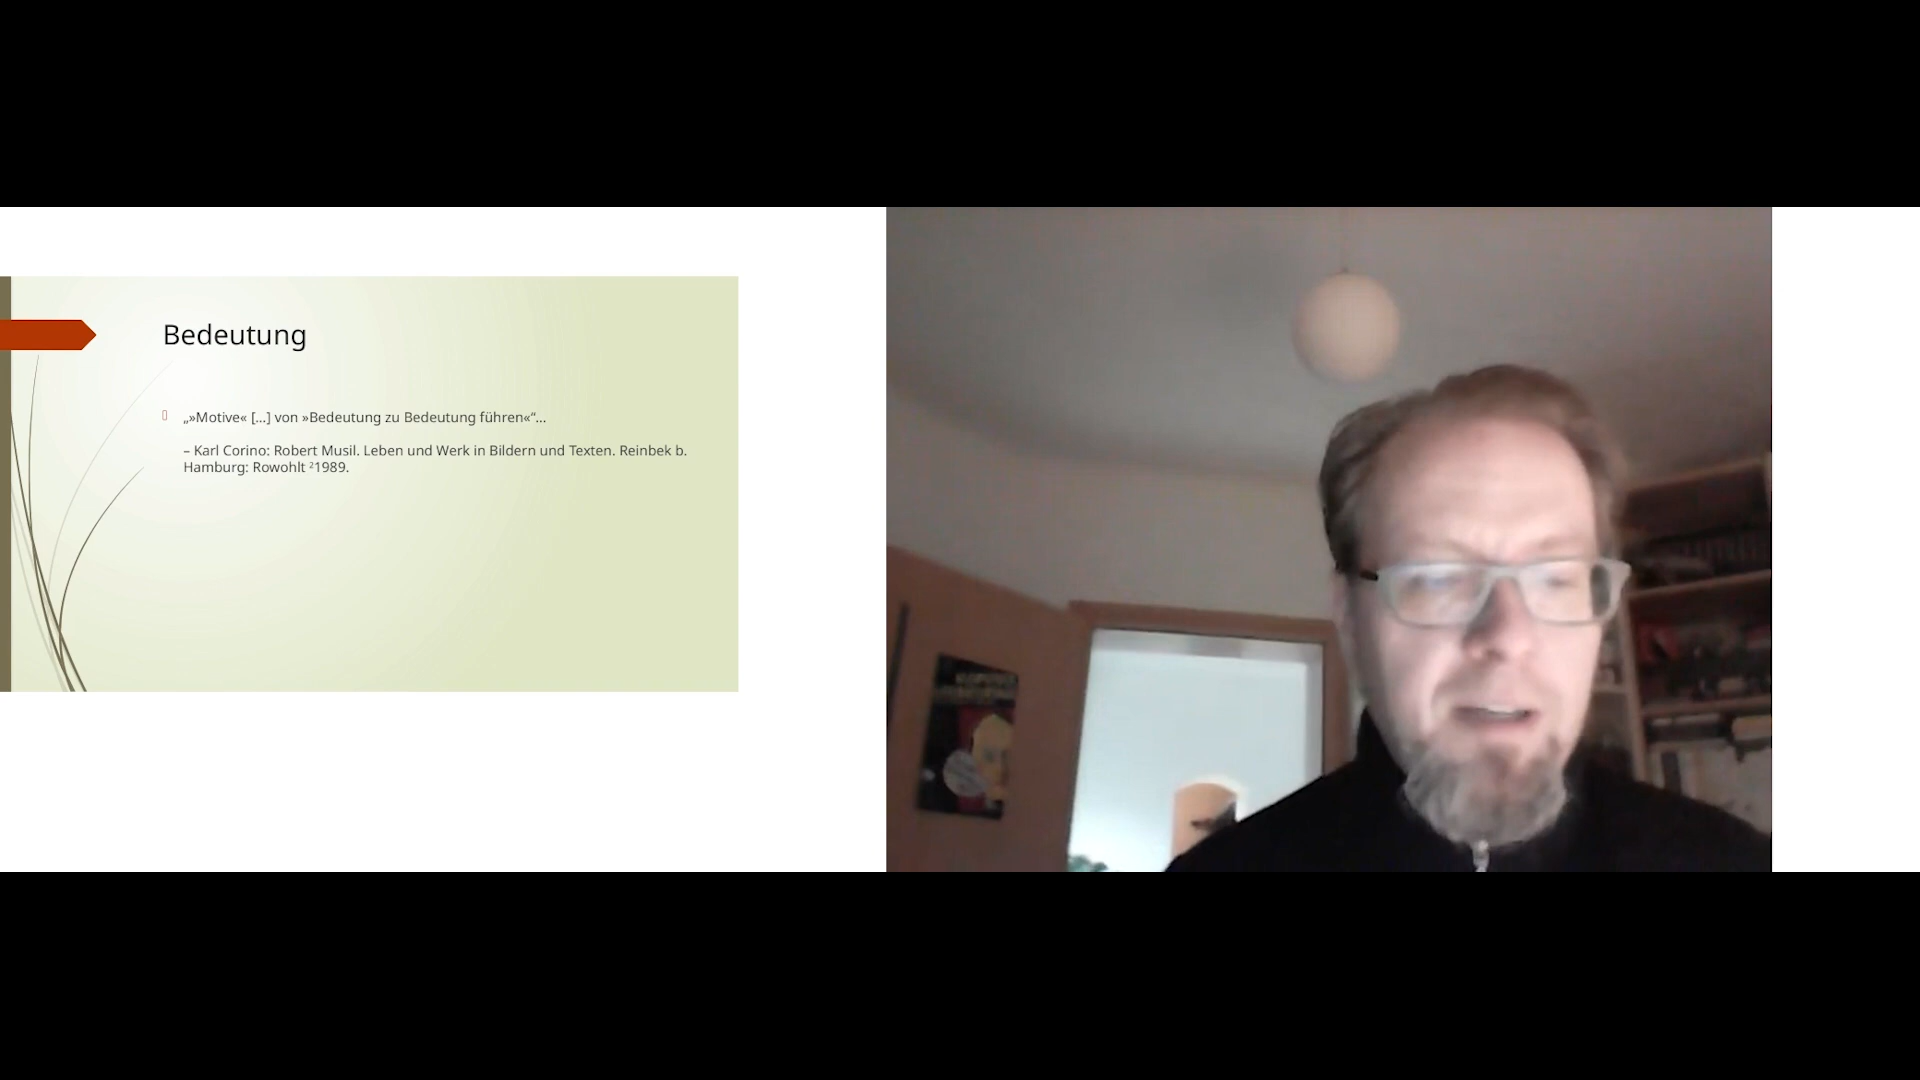 Bedeutung
„»Motive« [...] von »Bedeutung zu Bedeutung führen«“...
– Karl Corino: Robert Musil. Leben und Werk in Bildern und Texten. Reinbek b.
Hamburg: Rowohlt ²1989.